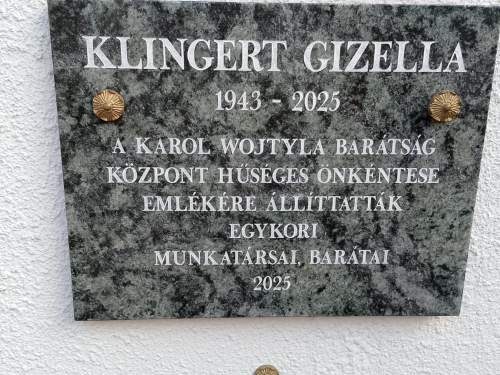 KLINGERT GIZELLA
1943 - 2025
A KAROL WOJTYLA BARÁTSÁG
KÖZPONT HŰSÉGES ÖNKÉNTESE
EMLÉKÉRE ÁLLÍTTATTÁK
EGYKORI
MUNKATÁRSAI, BARÁTAI
2025